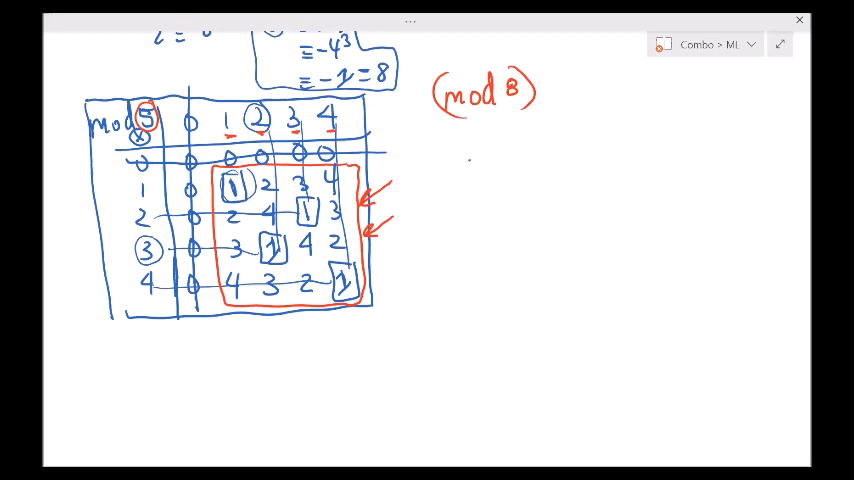 ≡ -4³
≡ -1 = 8
(mod 8)
mod 5 0 1 2 3 4
×
0 0 0 0 0 0
1 0 1 2 3 4
2 0 2 4 1 3
3 0 3 1 4 2
4 0 4 3 2 1
Combo > ML